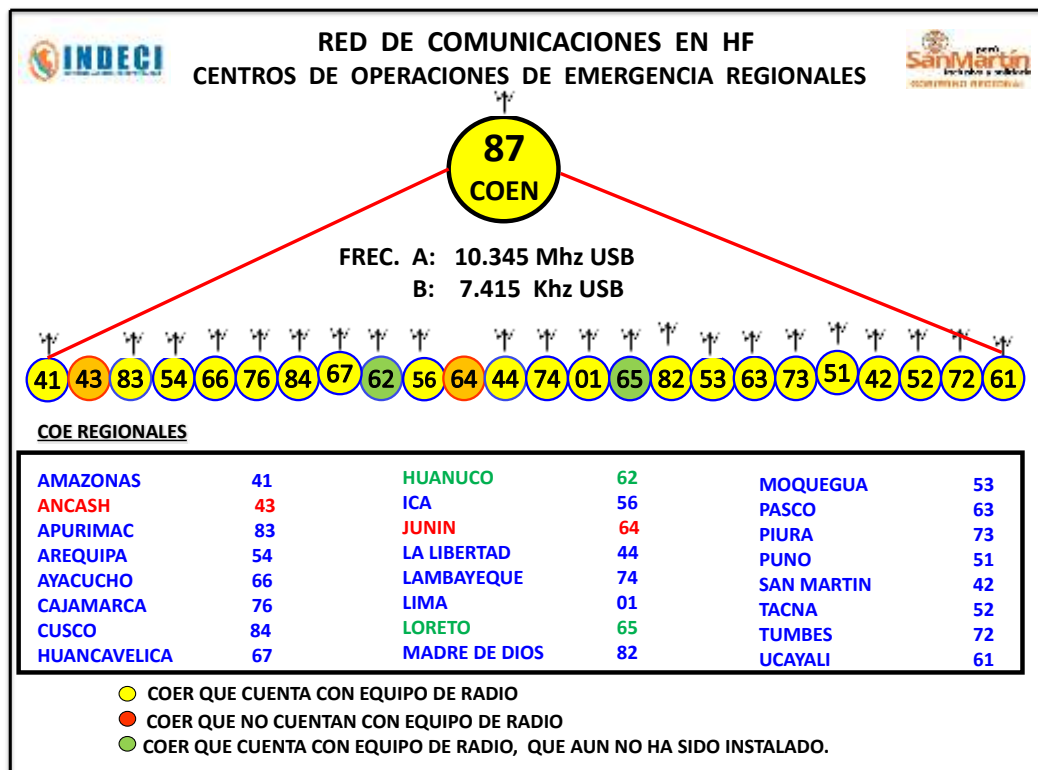 INDECI
RED DE COMUNICACIONES EN HF
CENTROS DE OPERACIONES DE EMERGENCIA REGIONALES
perú
SanMartín
inclusiva y solidaria
GOBIERNO REGIONAL
87
COEN
FREC. A: 10.345 Mhz USB
B: 7.415 Khz USB
41 43 83 54 66 76 84 67 62 56 64 44 74 01 65 82 53 63 73 51 42 52 72 61
COE REGIONALES
AMAZONAS 41
ANCASH 43
APURIMAC 83
AREQUIPA 54
AYACUCHO 66
CAJAMARCA 76
CUSCO 84
HUANCAVELICA 67
HUANUCO 62
ICA 56
JUNIN 64
LA LIBERTAD 44
LAMBAYEQUE 74
LIMA 01
LORETO 65
MADRE DE DIOS 82
MOQUEGUA 53
PASCO 63
PIURA 73
PUNO 51
SAN MARTIN 42
TACNA 52
TUMBES 72
UCAYALI 61
COER QUE CUENTA CON EQUIPO DE RADIO
COER QUE NO CUENTAN CON EQUIPO DE RADIO
COER QUE CUENTA CON EQUIPO DE RADIO, QUE AUN NO HA SIDO INSTALADO.